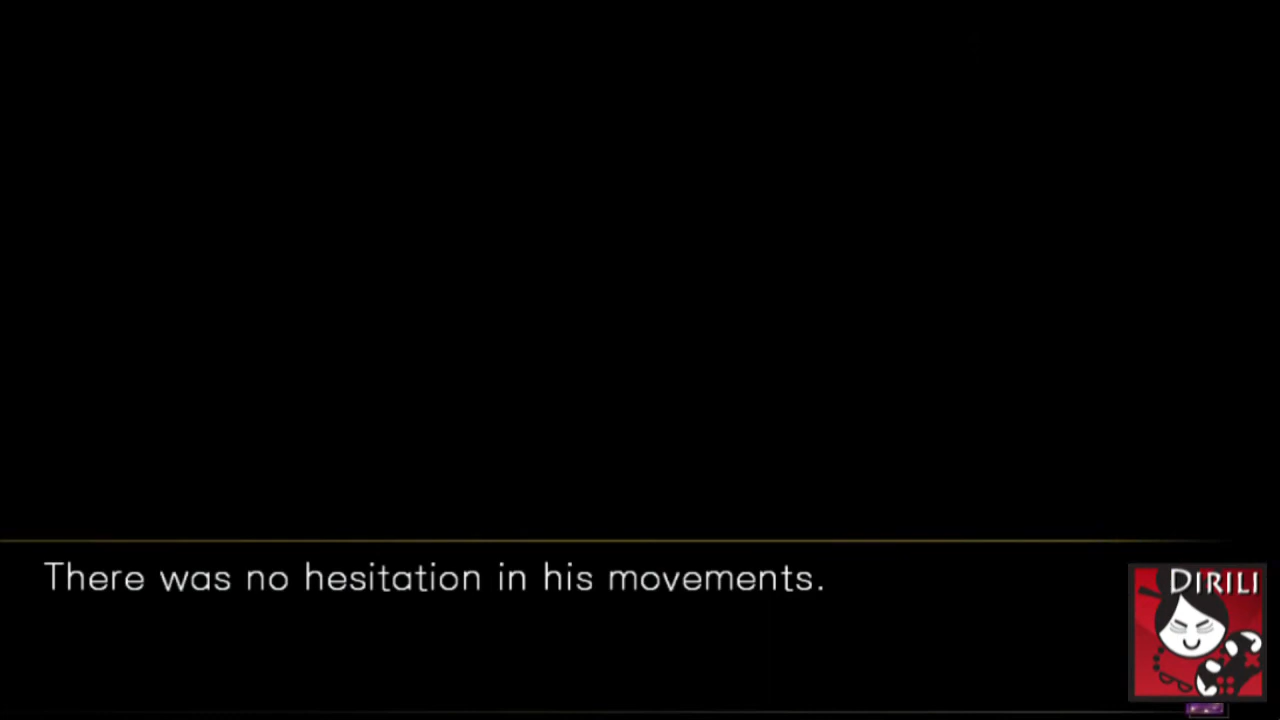 There was no hesitation in his movements.
DIRILI